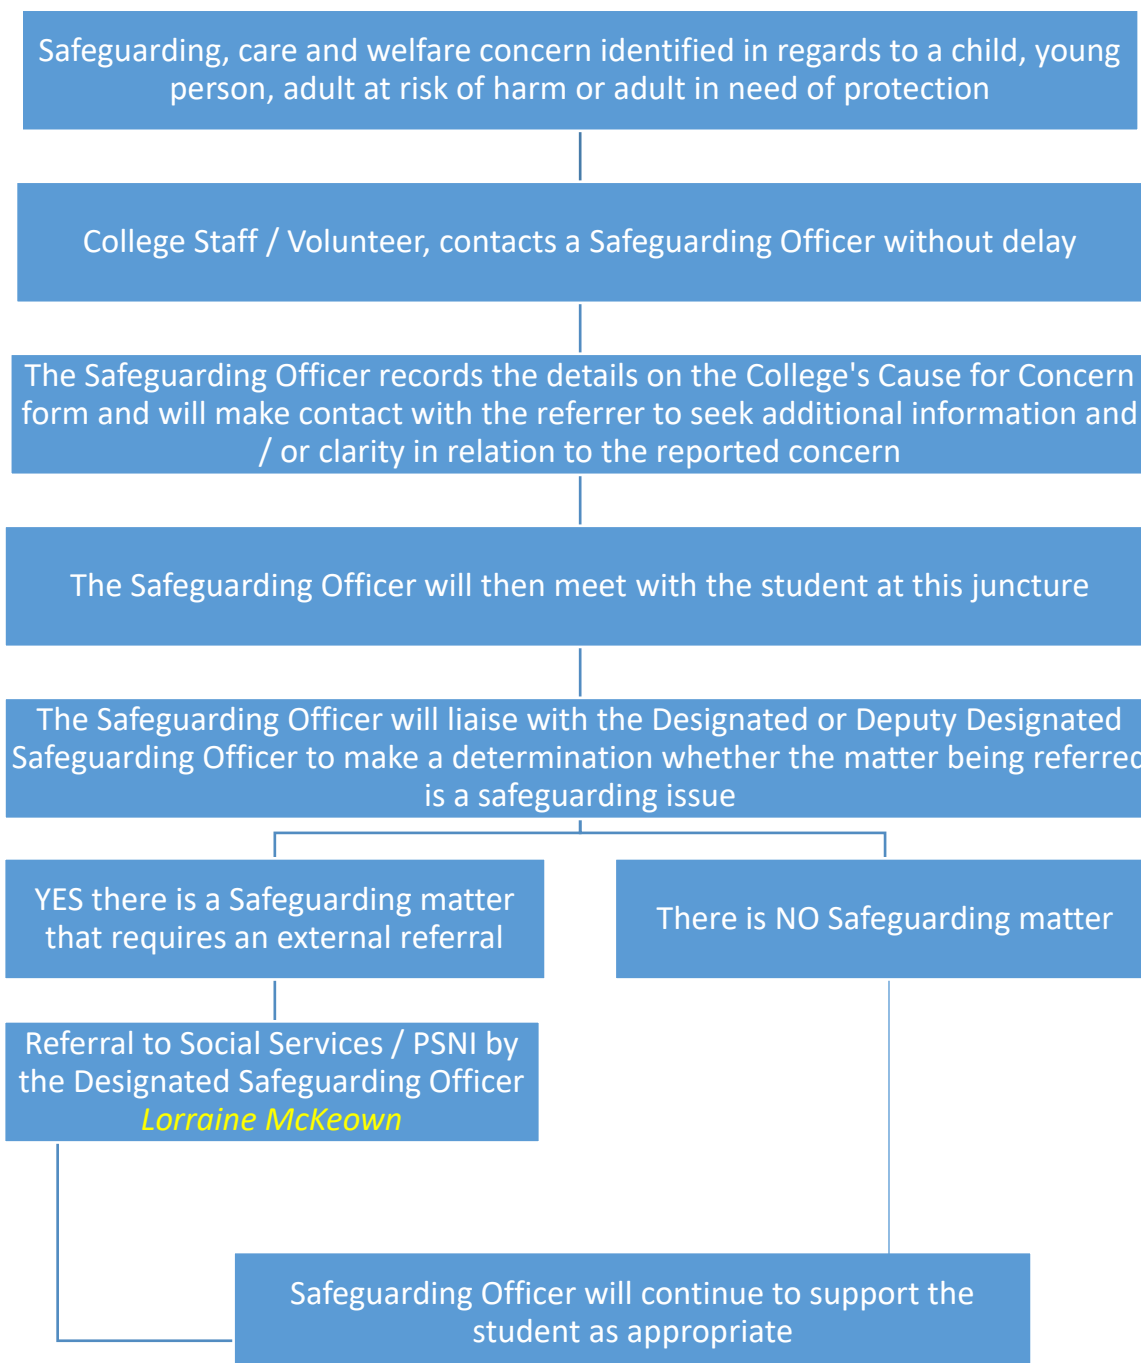 Safeguarding, care and welfare concern identified in regards to a child, young
person, adult at risk of harm or adult in need of protection
College Staff / Volunteer, contacts a Safeguarding Officer without delay
The Safeguarding Officer records the details on the College's Cause for Concern
form and will make contact with the referrer to seek additional information and
/ or clarity in relation to the reported concern
The Safeguarding Officer will then meet with the student at this juncture
The Safeguarding Officer will liaise with the Designated or Deputy Designated
Safeguarding Officer to make a determination whether the matter being referred
is a safeguarding issue
YES there is a Safeguarding matter
that requires an external referral
There is NO Safeguarding matter
Referral to Social Services / PSNI by
the Designated Safeguarding Officer
Lorraine McKeown
Safeguarding Officer will continue to support the
student as appropriate